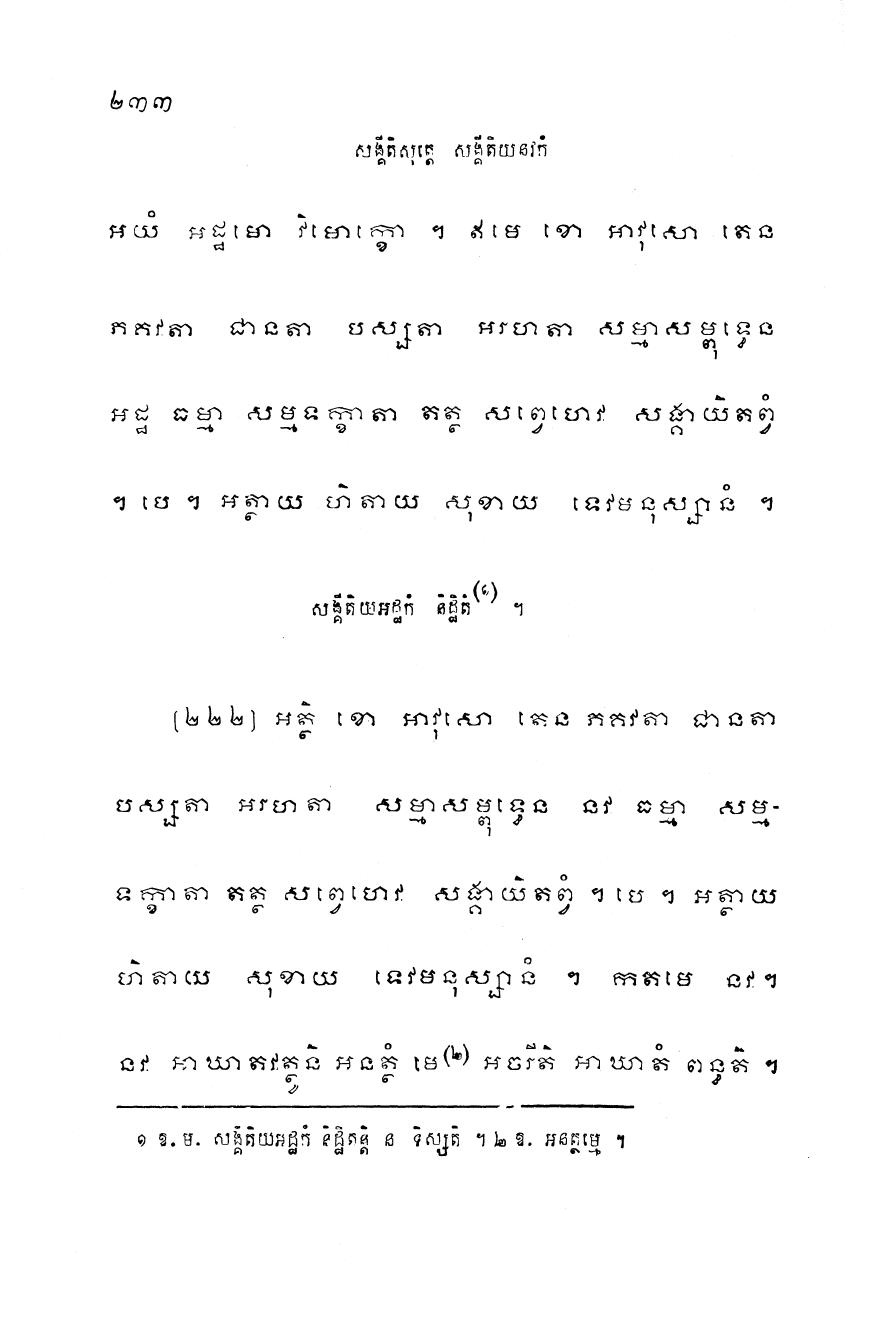 ២៣៣
សង្គីតិសុត្តេ សង្គីតិយនវកំ
អយំ អដ្ឋមោ វិមោក្ខោ ។ ឥមេ ខោ អាវុសោ តេន
ភគវតា ជានតា បស្សតា អរហតា សម្មាសម្ពុទ្ធេន
អដ្ឋ ធម្មា សម្មទក្ខាតា តត្ថ សព្វេហេវ សង្គាយិតព្វំ
។ បេ ។ អត្ថាយ ហិតាយ សុខាយ ទេវមនុស្សានំ ។
សង្គីតិយអដ្ឋកំ និដ្ឋិតំ(១) ។
(២២២) អត្ថិ ខោ អាវុសោ តេន ភគវតា ជានតា
បស្សតា អរហតា សម្មាសម្ពុទ្ធេន នវ ធម្មា សម្ម-
ទក្ខាតា តត្ថ សព្វេហេវ សង្គាយិតព្វំ ។ បេ ។ អត្ថាយ
ហិតាយ សុខាយ ទេវមនុស្សានំ ។ កតមេ នវ។
នវ អាឃាតវត្ថូនិ អនត្ថំ មេ(២) អចរីតិ អាឃាតំ ពន្ធតិ ។
១ ឱ. ម. សង្គីតិយអដ្ឋកំ និដ្ឋិតន្តិ ន ទិស្សតិ ។ ២ ឱ. អនត្ថម្មេ ។